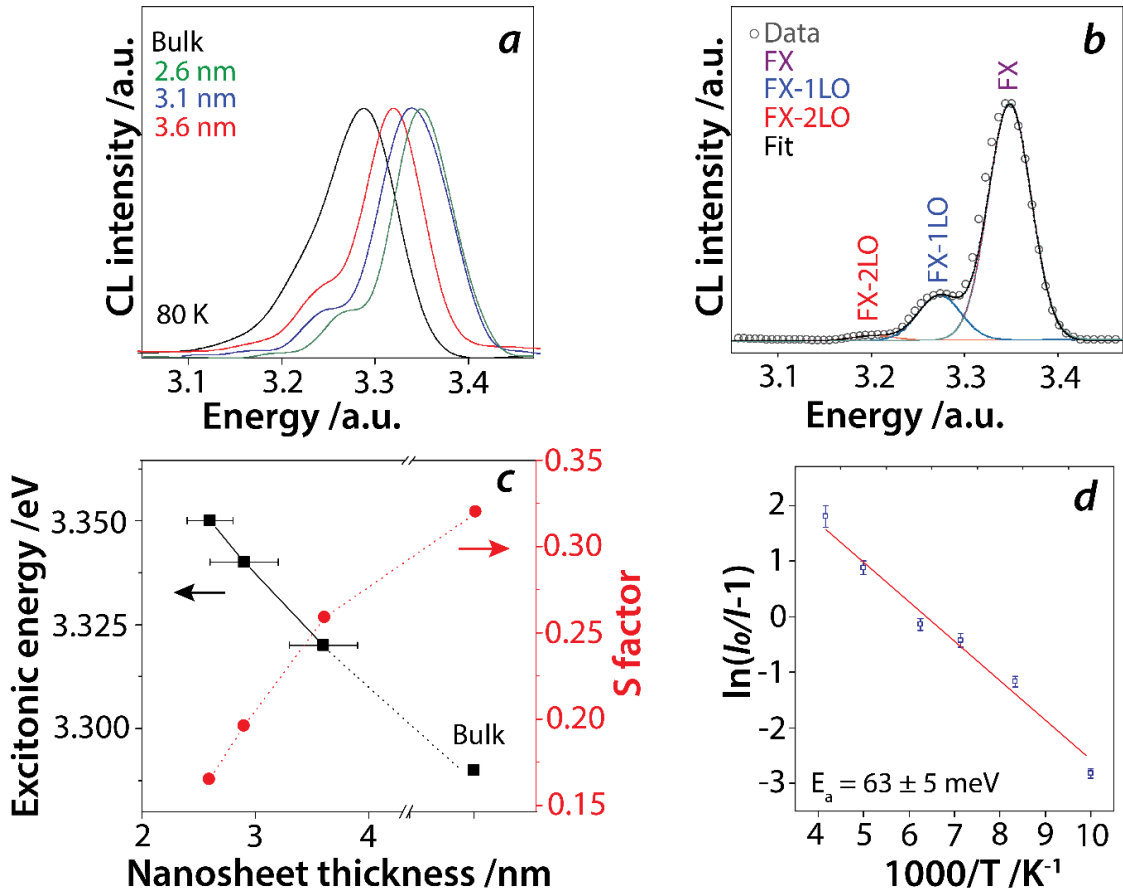 a
Bulk
2.6 nm
3.1 nm
3.6 nm
80 K
CL intensity /a.u.
3.1 3.2 3.3 3.4
Energy /a.u.
b
Data
FX
FX-1LO
FX-2LO
Fit
FX-2LO
FX-1LO
FX
CL intensity /a.u.
3.1 3.2 3.3 3.4
Energy /a.u.
c
Excitonic energy /eV
3.350
3.325
3.300
Bulk
0.35
0.30
0.25
0.20
0.15
S factor
2 3 4
Nanosheet thickness /nm
d
ln(I0/I-1)
2
1
0
-1
-2
-3
Ea = 63 ± 5 meV
4 5 6 7 8 9 10
1000/T /K-1